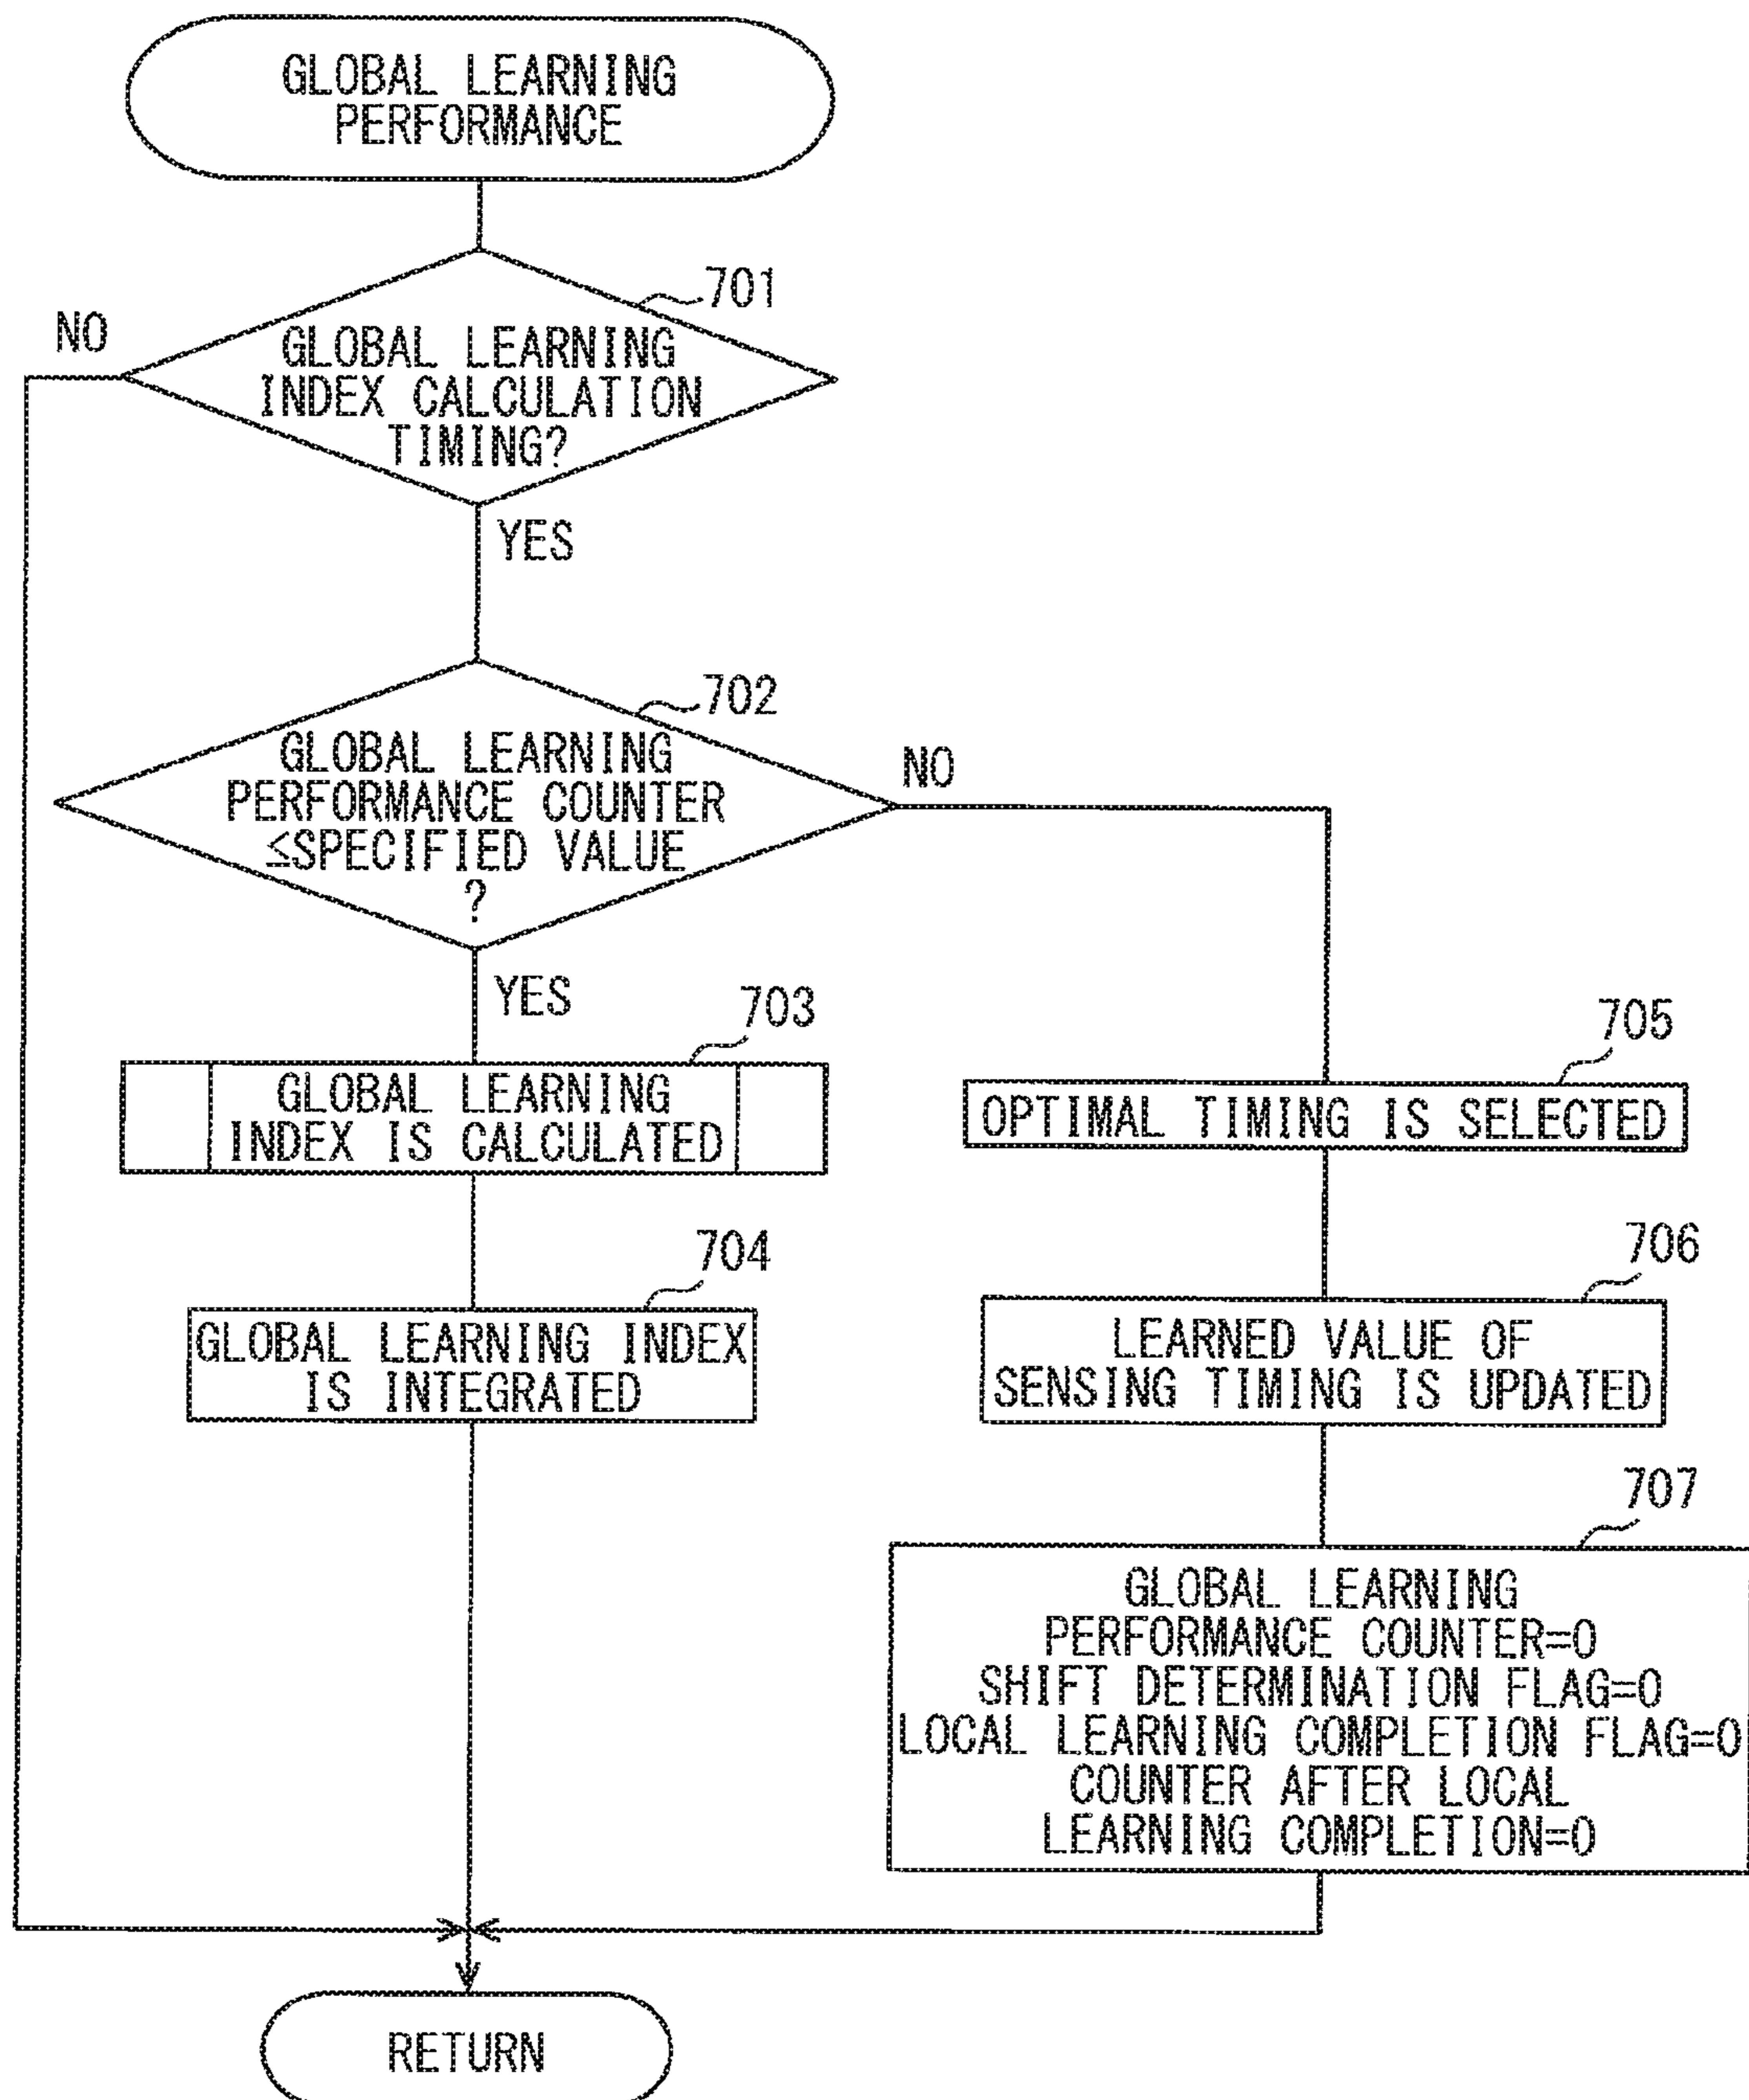 GLOBAL LEARNING
PERFORMANCE
701
NO
GLOBAL LEARNING
INDEX CALCULATION
TIMING?
YES
702
GLOBAL LEARNING
PERFORMANCE COUNTER
≤SPECIFIED VALUE
?
NO
YES
703
GLOBAL LEARNING
INDEX IS CALCULATED
704
GLOBAL LEARNING INDEX
IS INTEGRATED
705
OPTIMAL TIMING IS SELECTED
706
LEARNED VALUE OF
SENSING TIMING IS UPDATED
707
GLOBAL LEARNING
PERFORMANCE COUNTER=0
SHIFT DETERMINATION FLAG=0
LOCAL LEARNING COMPLETION FLAG=0
COUNTER AFTER LOCAL
LEARNING COMPLETION=0
RETURN